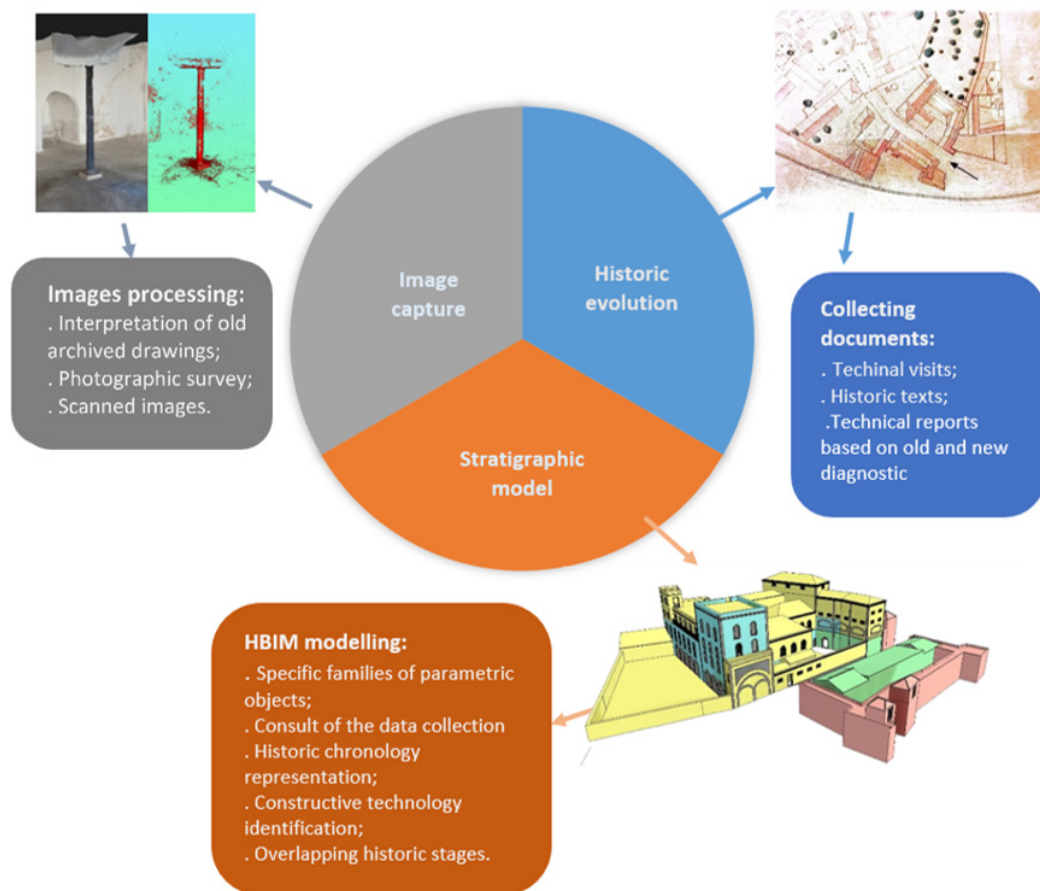 Image
capture
Historic
evolution
Stratigraphic
model
Images processing:
. Interpretation of old
archived drawings;
. Photographic survey;
. Scanned images.
Collecting
documents:
. Techinal visits;
. Historic texts;
.Technical reports
based on old and new
diagnostic
HBIM modelling:
. Specific families of parametric
objects;
. Consult of the data collection
. Historic chronology
representation;
. Constructive technology
identification;
. Overlapping historic stages.